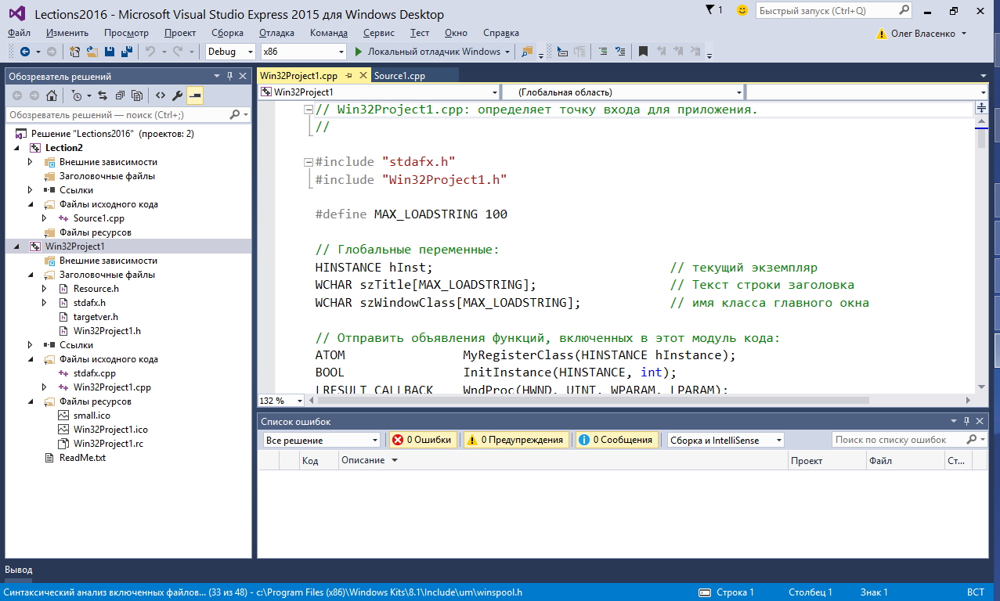 Lections2016 - Microsoft Visual Studio Express 2015 для Windows Desktop
1
Быстрый запуск (Ctrl+Q)
Файл Изменить Просмотр Проект Сборка Отладка Команда Сервис Тест Окно Справка
Олег Власенко
Debug x86 Локальный отладчик Windows
Обозреватель решений
Обозреватель решений — поиск (Ctrl+;)
Решение "Lections2016" (проектов: 2)
Lection2
Внешние зависимости
Заголовочные файлы
Ссылки
Файлы исходного кода
Source1.cpp
Файлы ресурсов
Win32Project1
Внешние зависимости
Заголовочные файлы
Resource.h
stdafx.h
targetver.h
Win32Project1.h
Ссылки
Файлы исходного кода
stdafx.cpp
Win32Project1.cpp
Файлы ресурсов
small.ico
Win32Project1.ico
Win32Project1.rc
ReadMe.txt
Win32Project1.cpp Source1.cpp
Win32Project1 (Глобальная область)
// Win32Project1.cpp: определяет точку входа для приложения.
//
#include "stdafx.h"
#include "Win32Project1.h"
#define MAX_LOADSTRING 100
// Глобальные переменные:
HINSTANCE hInst; // текущий экземпляр
WCHAR szTitle[MAX_LOADSTRING]; // Текст строки заголовка
WCHAR szWindowClass[MAX_LOADSTRING]; // имя класса главного окна
// Отправить объявления функций, включенных в этот модуль кода:
ATOM MyRegisterClass(HINSTANCE hInstance);
BOOL InitInstance(HINSTANCE, int);
LRESULT CALLBACK WndProc(HWND, UINT, WPARAM, LPARAM);
132 %
Список ошибок
Все решение 0 Ошибки 0 Предупреждения 0 Сообщения Сборка и IntelliSense Поиск по списку ошибок
Код Описание Проект Файл Ст...
Вывод
Синтаксический анализ включенных файлов... (33 из 48) - c:\Program Files (x86)\Windows Kits\8.1\Include\um\winspool.h Строка 1 Столбец 1 Знак 1 ВСТ